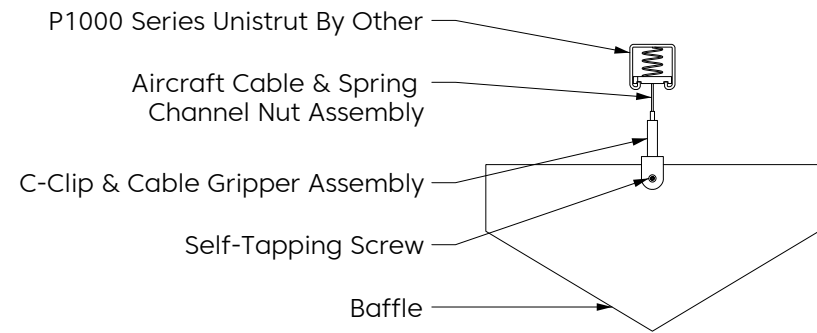 P1000 Series Unistrut By Other
Aircraft Cable & Spring
Channel Nut Assembly
C-Clip & Cable Gripper Assembly
Self-Tapping Screw
Baffle